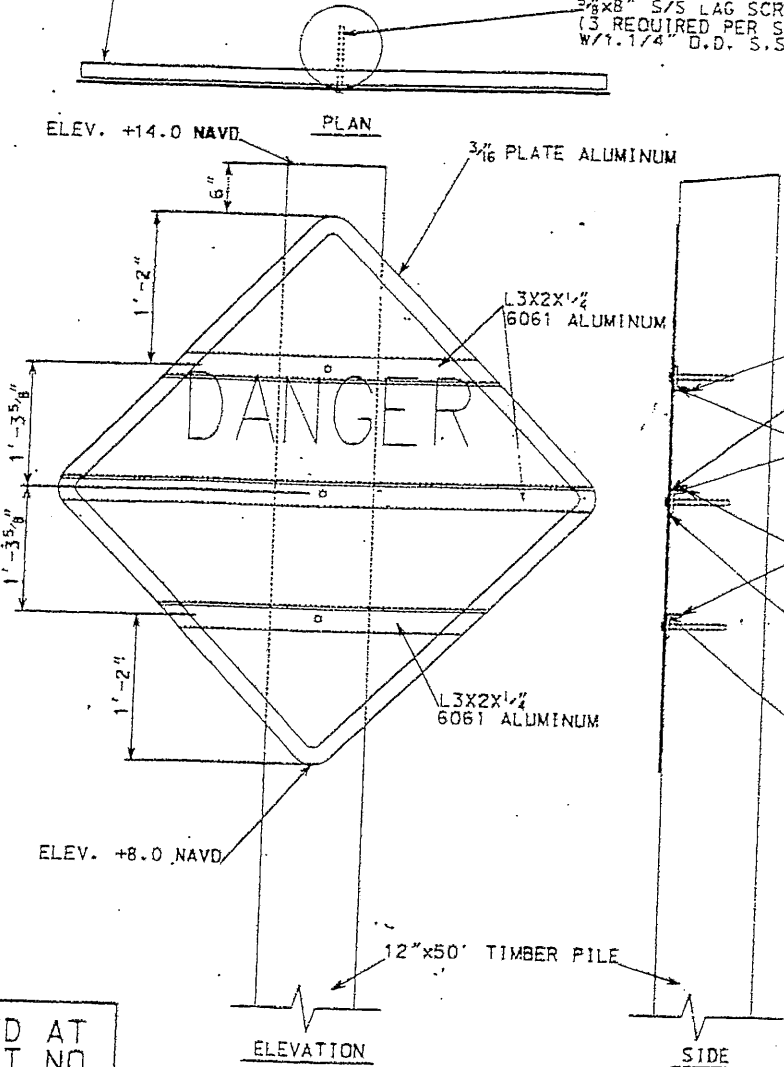 3/8"x8" S/S LAG SCR
(3 REQUIRED PER S
W/1.1/4" O.D. S.S
PLAN
ELEV. +14.0 NAVD
3/16" PLATE ALUMINUM
6"
1'-2"
L3X2X1/4"
6061 ALUMINUM
1'-3 5/8"
DANGER
1'-3 5/8"
1'-2"
L3X2X1/4"
6061 ALUMINUM
ELEV. +8.0 NAVD
12"x50' TIMBER PILE
D AT
T NO
ELEVATION
SIDE